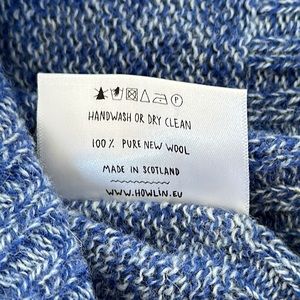 HANDWASH OR DRY CLEAN
100% PURE NEW WOOL
MADE IN SCOTLAND
WWW.HOWLIN.EU